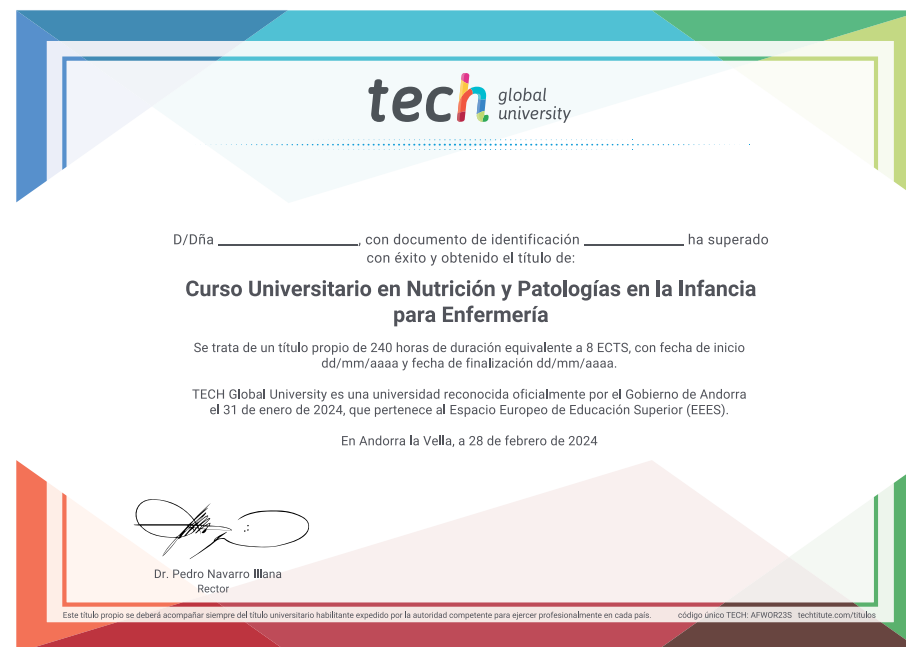 tech global university
D/Dña ____________, con documento de identificación ____________ ha superado
con éxito y obtenido el título de:
Curso Universitario en Nutrición y Patologías en la Infancia
para Enfermería
Se trata de un título propio de 240 horas de duración equivalente a 8 ECTS, con fecha de inicio
dd/mm/aaaa y fecha de finalización dd/mm/aaaa.
TECH Global University es una universidad reconocida oficialmente por el Gobierno de Andorra
el 31 de enero de 2024, que pertenece al Espacio Europeo de Educación Superior (EEES).
En Andorra la Vella, a 28 de febrero de 2024
Dr. Pedro Navarro Illana
Rector
Este título propio se deberá acompañar siempre del título universitario habilitante expedido por la autoridad competente para ejercer profesionalmente en cada país. código único TECH: AFWOR23S techtitute.com/titulos